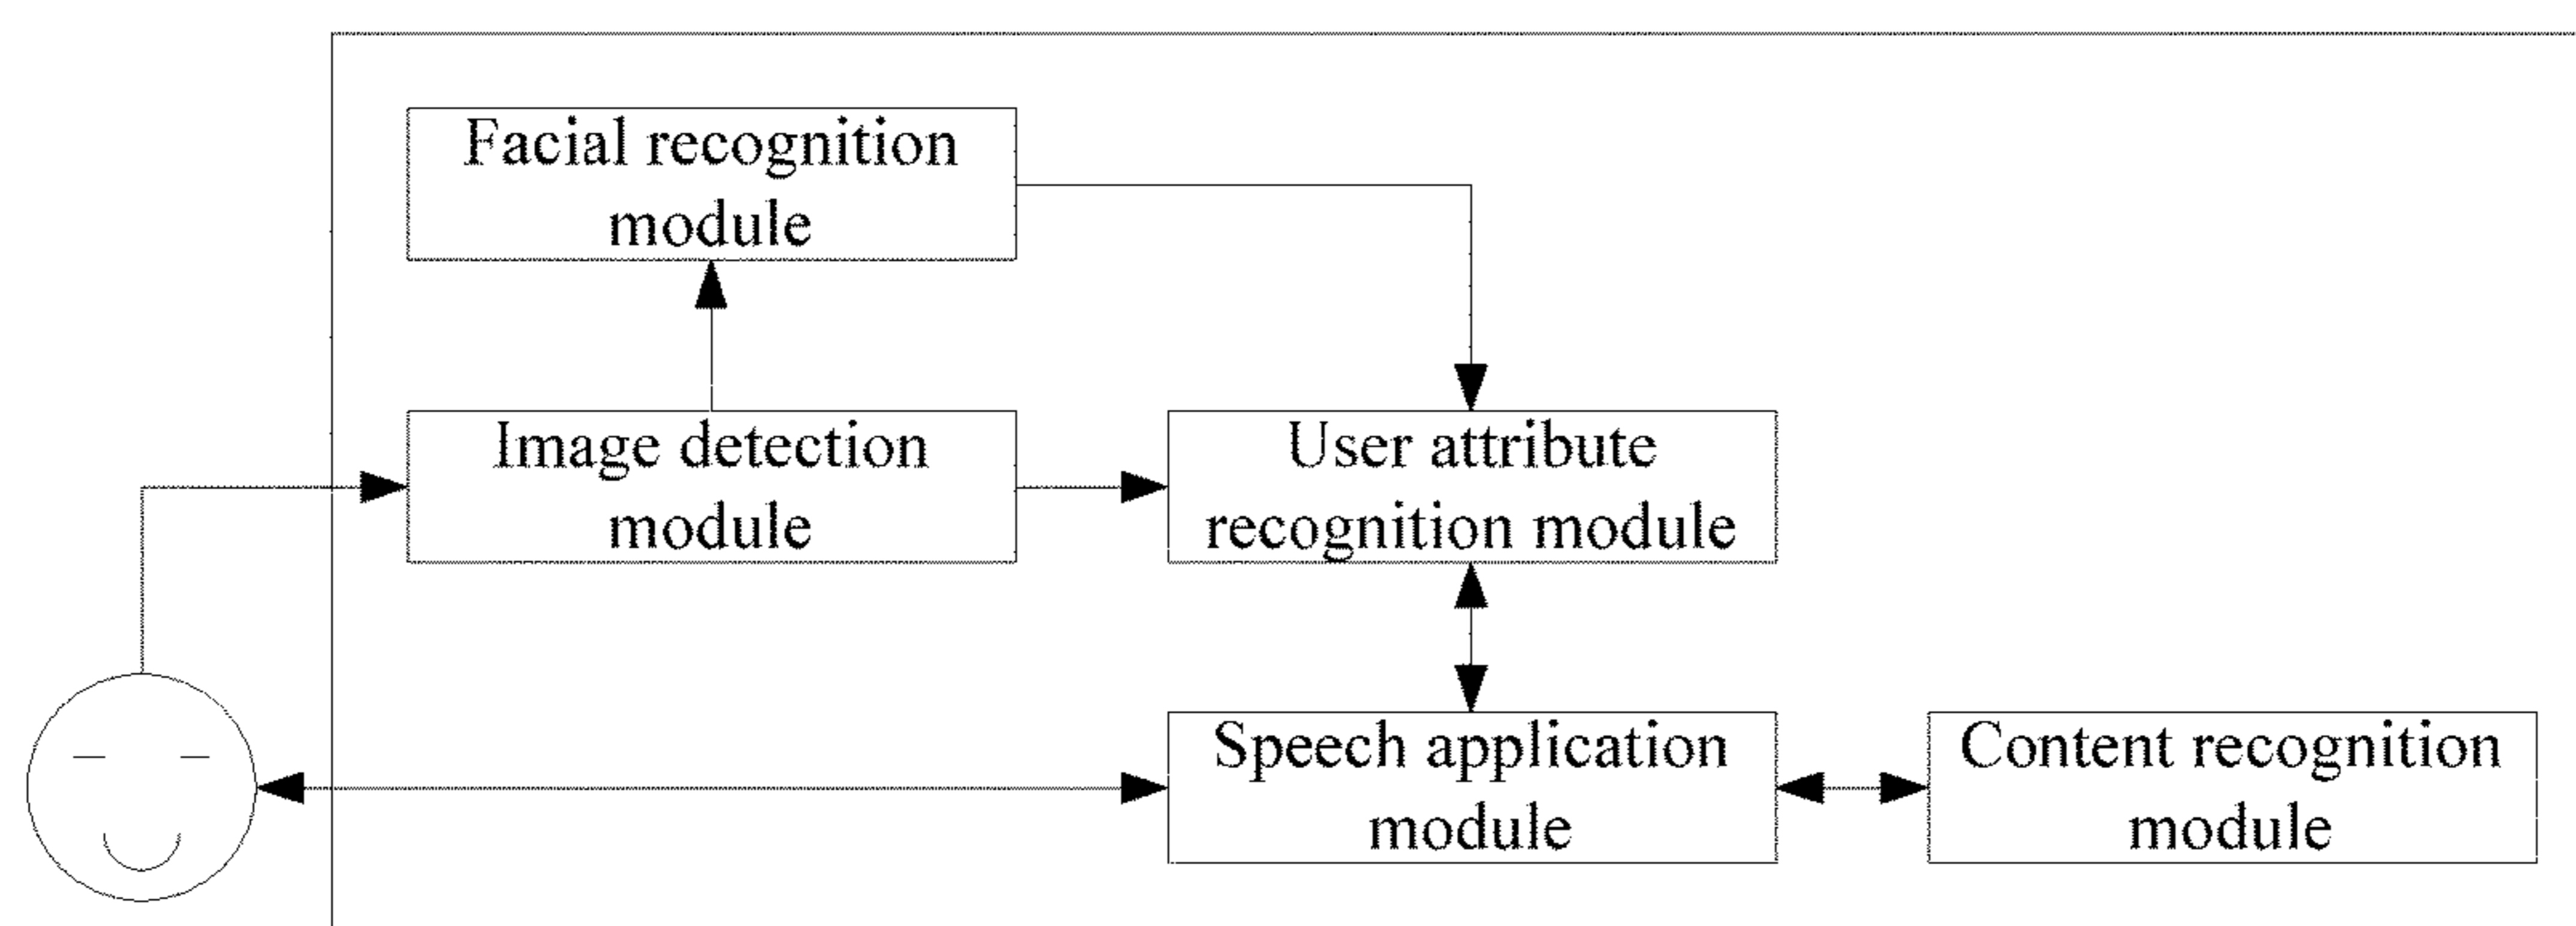 Facial recognition
module
Image detection
module
User attribute
recognition module
Speech application
module
Content recognition
module